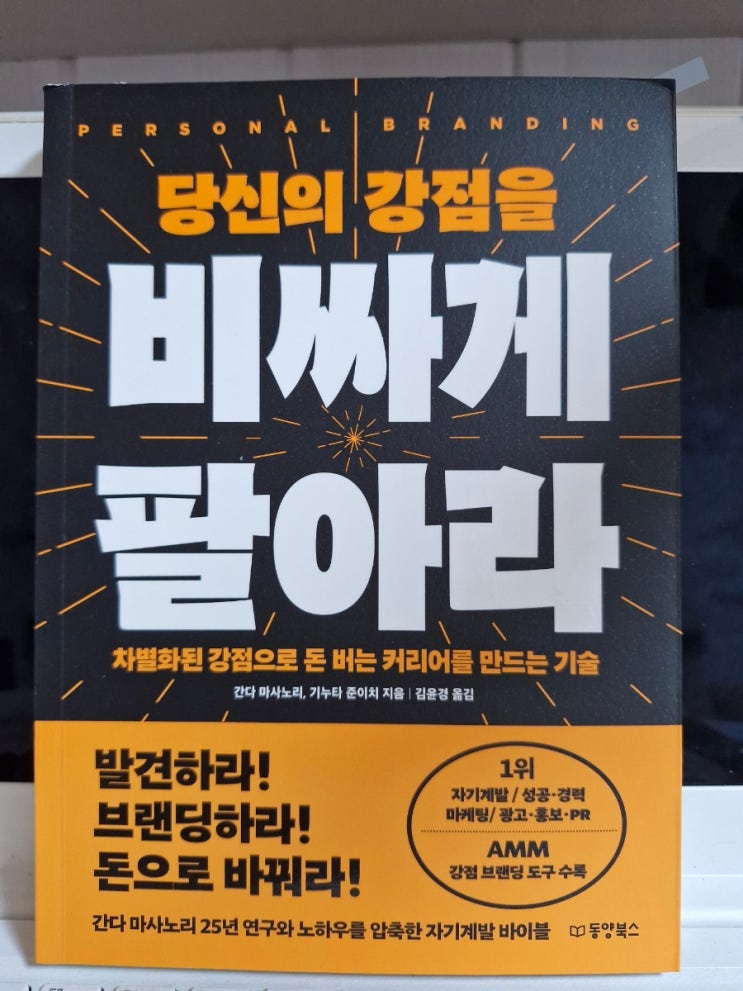 PERSONAL BRANDING
당신의 강점을
비싸게
팔아라
차별화된 강점으로 돈 버는 커리어를 만드는 기술
간다 마사노리, 기누타 준이치 지음 | 김윤경 옮김
발견하라!
브랜딩하라!
돈으로 바꿔라!
1위
자기계발 / 성공·경력
마케팅/ 광고·홍보·PR
AMM
강점 브랜딩 도구 수록
간다 마사노리 25년 연구와 노하우를 압축한 자기계발 바이블
동양북스